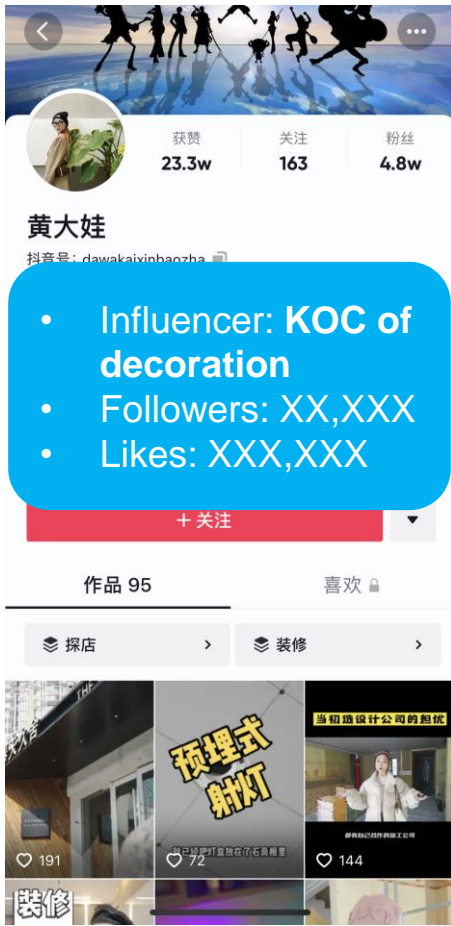 获赞 关注 粉丝
23.3w 163 4.8w
黄大娃
抖音号: dawakaixinbaozha
• Influencer: KOC of
decoration
• Followers: XX,XXX
• Likes: XXX,XXX
+ 关注
作品 95 喜欢
探店 > 装修 >
预埋式
射灯
当初选设计公司的担忧
191 72 144
装修